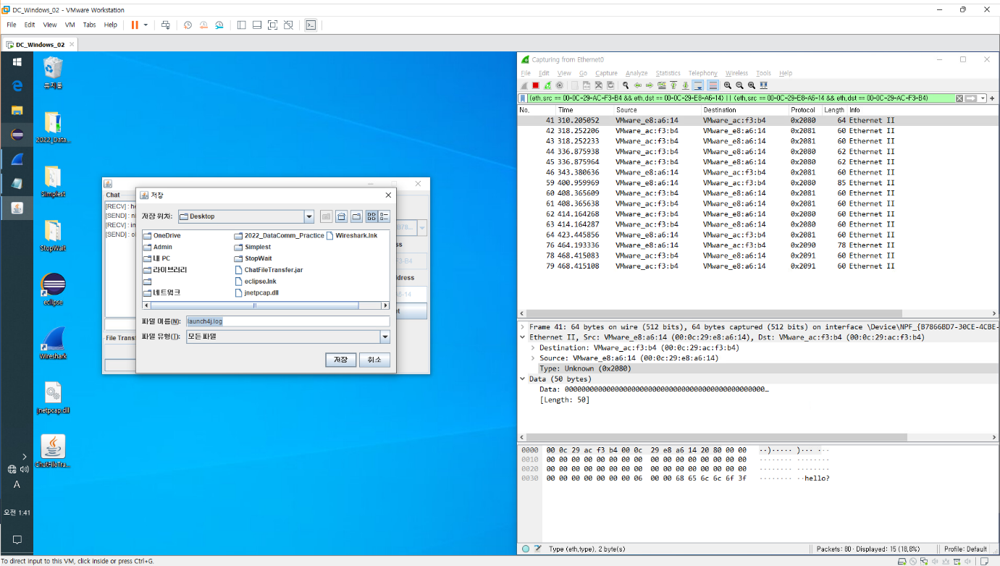 DC_Windows_02 - VMware Workstation
File Edit View VM Tabs Help
DC_Windows_02
휴지통
2022_Data...
Simplest
StopWait
eclipse
Wireshark
jnetpcap.dll
ChatFileTra...
A
오전 1:41
Chat
[RECV] : he
[SEND] : ni
[RECV] : im
[SEND] : o
File Transf
저장
저장 위치:
Desktop
OneDrive
Admin
내 PC
라이브러리
네트워크
2022_DataComm_Practice
Simplest
StopWait
ChatFileTransfer.jar
eclipse.lnk
jnetpcap.dll
Wireshark.lnk
파일 이름(N):
launch4j.log
파일 유형(T):
모든 파일
저장 취소
B78...
ss
F3-B4
ddress
A6-14
t
Capturing from Ethernet0
File Edit View Go Capture Analyze Statistics Telephony Wireless Tools Help
(eth,src == 00-0C-29-AC-F3-B4 && eth,dst == 00-0C-29-E8-A6-14) || (eth,src == 00-0C-29-E8-A6-14 && eth,dst == 00-0C-29-AC-F3-B4)
No. Time Source Destination Protocol Length Info
41 310.205052 VMware_e8:a6:14 VMware_ac:f3:b4 0x2080 64 Ethernet II
42 318.252206 VMware_ac:f3:b4 VMware_e8:a6:14 0x2081 60 Ethernet II
43 318.252233 VMware_ac:f3:b4 VMware_e8:a6:14 0x2081 60 Ethernet II
44 336.875938 VMware_ac:f3:b4 VMware_e8:a6:14 0x2080 62 Ethernet II
45 336.875964 VMware_ac:f3:b4 VMware_e8:a6:14 0x2080 62 Ethernet II
46 343.380636 VMware_e8:a6:14 VMware_ac:f3:b4 0x2081 60 Ethernet II
59 400.959969 VMware_e8:a6:14 VMware_ac:f3:b4 0x2080 85 Ethernet II
60 408.365609 VMware_ac:f3:b4 VMware_e8:a6:14 0x2081 60 Ethernet II
61 408.365638 VMware_ac:f3:b4 VMware_e8:a6:14 0x2081 60 Ethernet II
62 414.164268 VMware_ac:f3:b4 VMware_e8:a6:14 0x2080 60 Ethernet II
63 414.164287 VMware_ac:f3:b4 VMware_e8:a6:14 0x2080 60 Ethernet II
64 423.445856 VMware_e8:a6:14 VMware_ac:f3:b4 0x2081 60 Ethernet II
76 464.193336 VMware_e8:a6:14 VMware_ac:f3:b4 0x2090 78 Ethernet II
78 468.415083 VMware_ac:f3:b4 VMware_e8:a6:14 0x2091 60 Ethernet II
79 468.415108 VMware_ac:f3:b4 VMware_e8:a6:14 0x2091 60 Ethernet II
Frame 41: 64 bytes on wire (512 bits), 64 bytes captured (512 bits) on interface \Device\NPF_{B7866BD7-30CE-4CBE-
Ethernet II, Src: VMware_e8:a6:14 (00:0c:29:e8:a6:14), Dst: VMware_ac:f3:b4 (00:0c:29:ac:f3:b4)
Destination: VMware_ac:f3:b4 (00:0c:29:ac:f3:b4)
Source: VMware_e8:a6:14 (00:0c:29:e8:a6:14)
Type: Unknown (0x2080)
Data (50 bytes)
Data: 00000000000000000000000000000000000000000000000…
[Length: 50]
0000 00 0c 29 ac f3 b4 00 0c 29 e8 a6 14 20 80 00 00 ··)····· )··· ···
0010 00 00 00 00 00 00 00 00 00 00 00 00 00 00 00 00 ········ ········
0020 00 00 00 00 00 00 00 00 00 00 00 00 00 00 00 00 ········ ········
0030 00 00 00 00 00 00 00 06 00 00 68 65 6c 6c 6f 3f ········ ··hello?
Type (eth,type), 2 byte(s)
Packets: 80 · Displayed: 15 (18,8%)
Profile: Default
To direct input to this VM, click inside or press Ctrl+G.